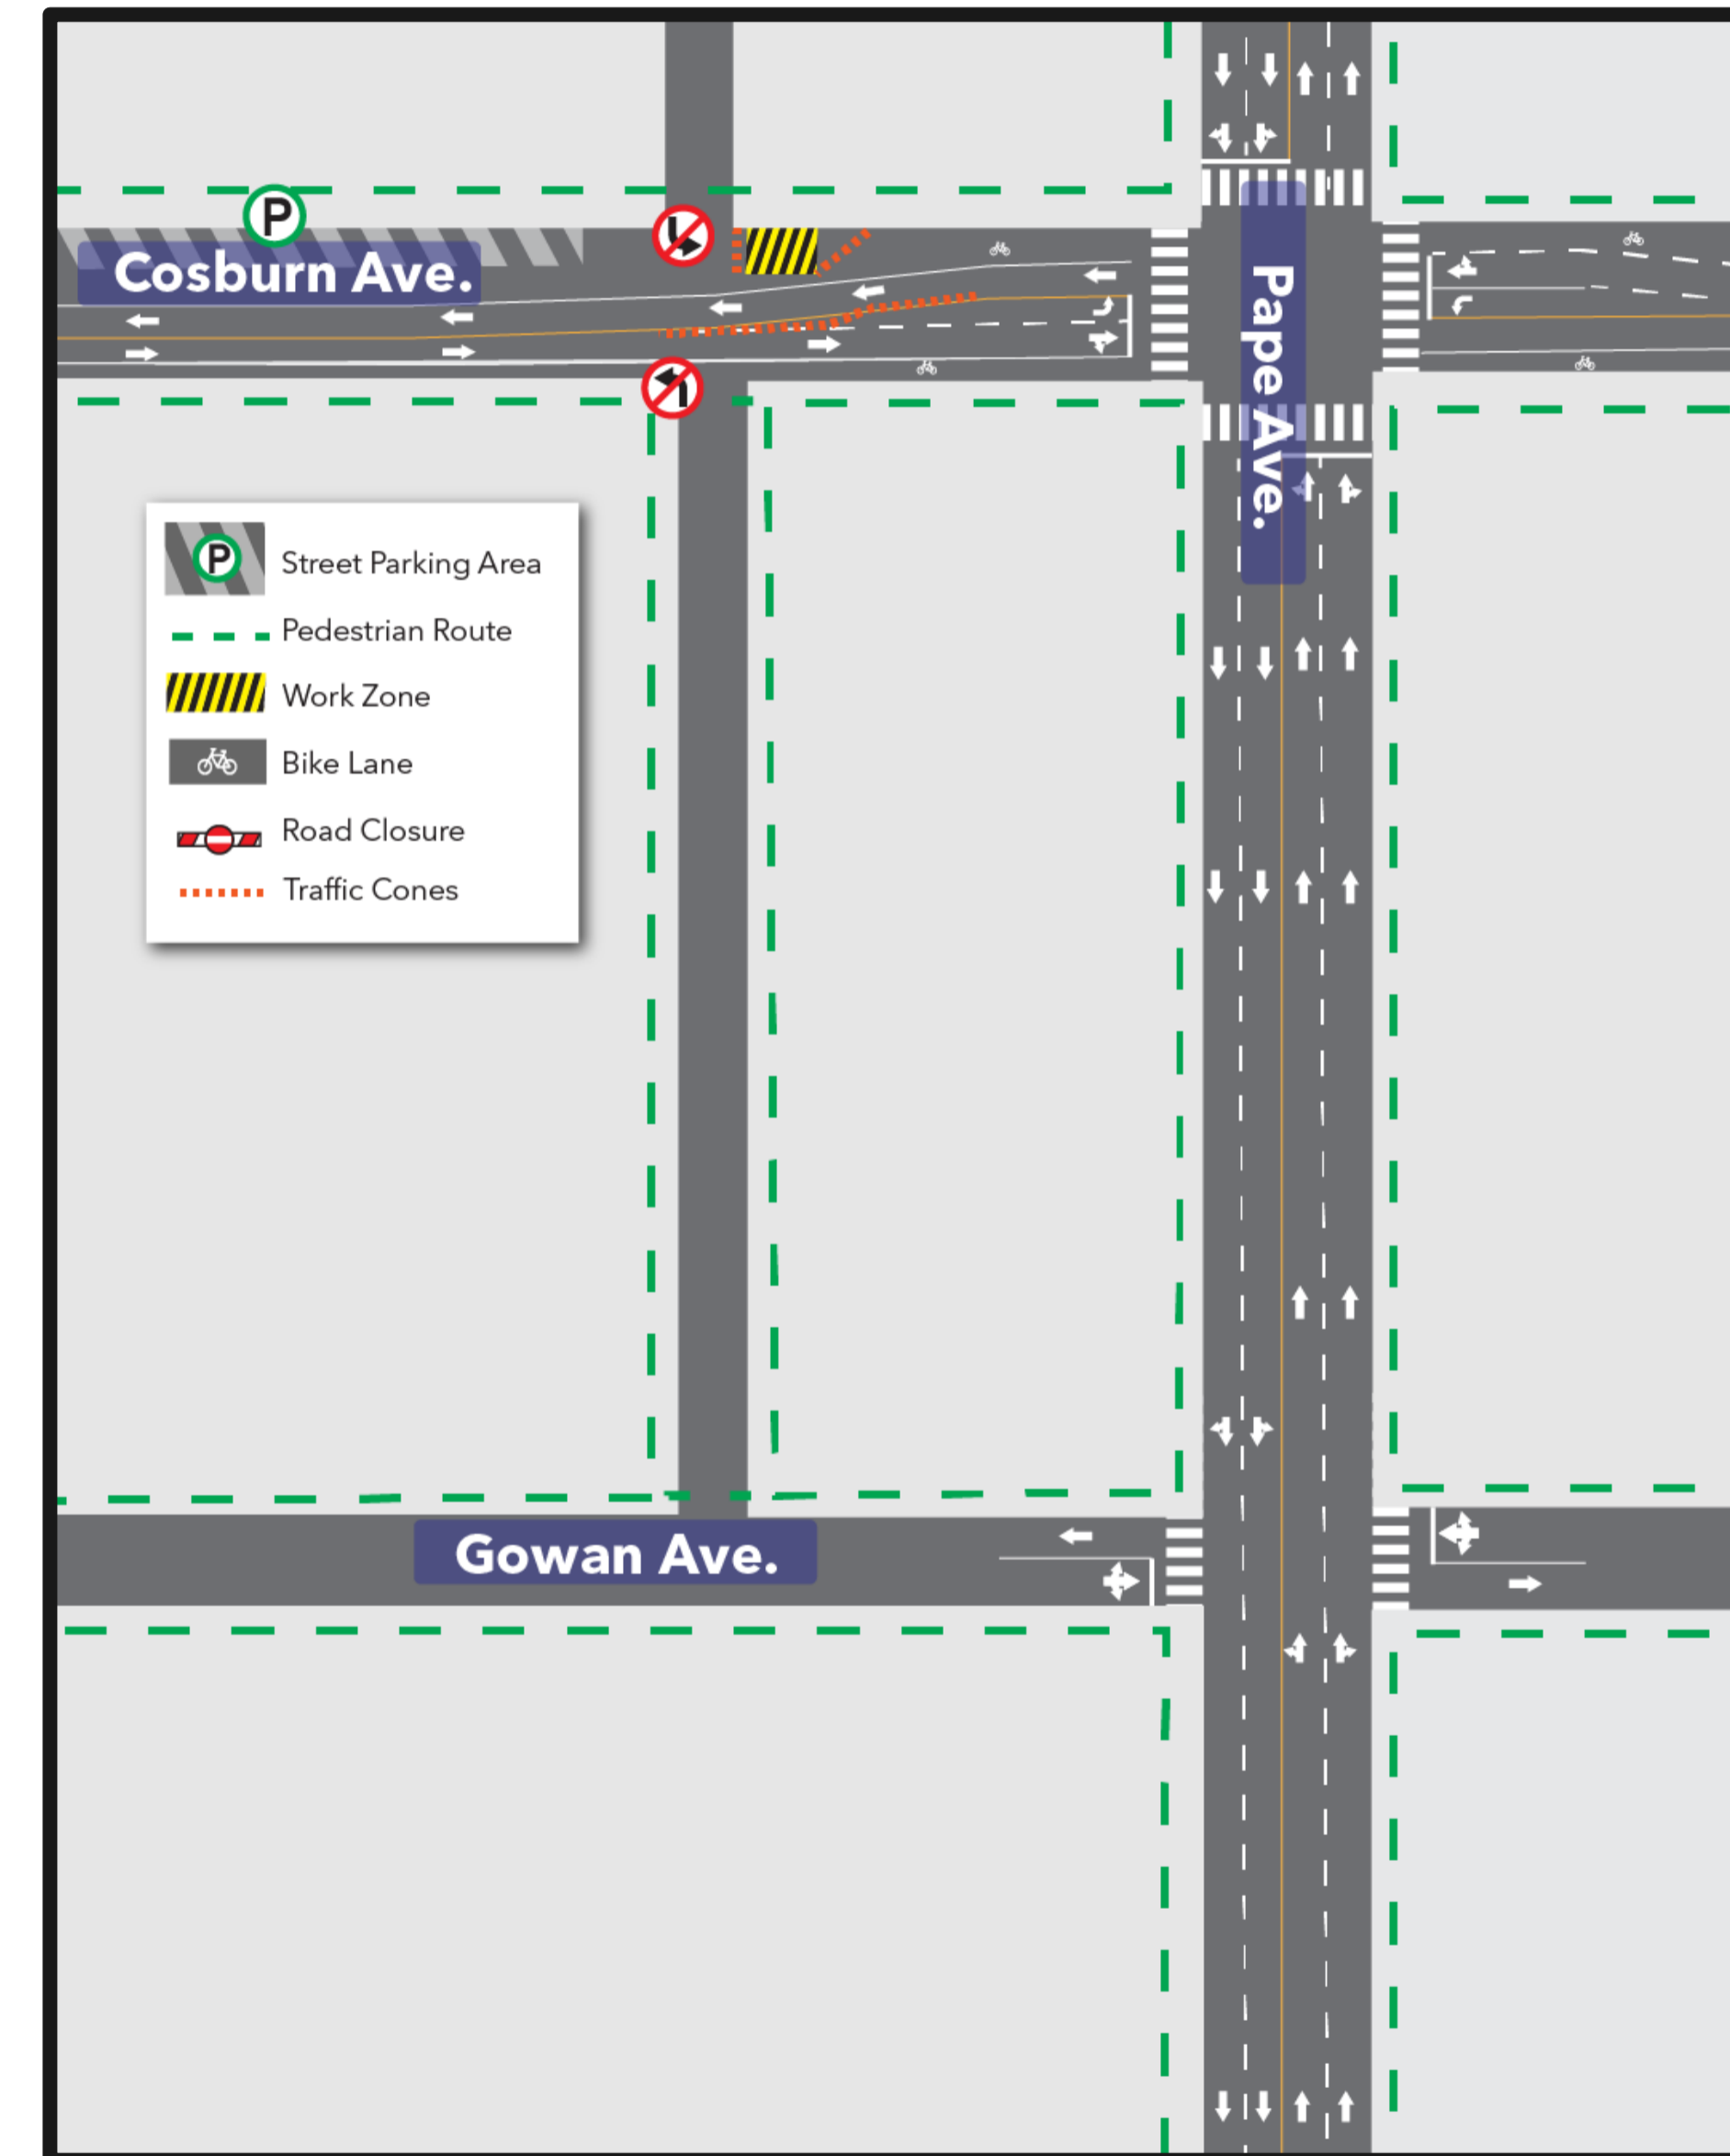 P
Cosburn Ave.
Pape Ave.
P Street Parking Area
Pedestrian Route
Work Zone
Bike Lane
Road Closure
Traffic Cones
Gowan Ave.